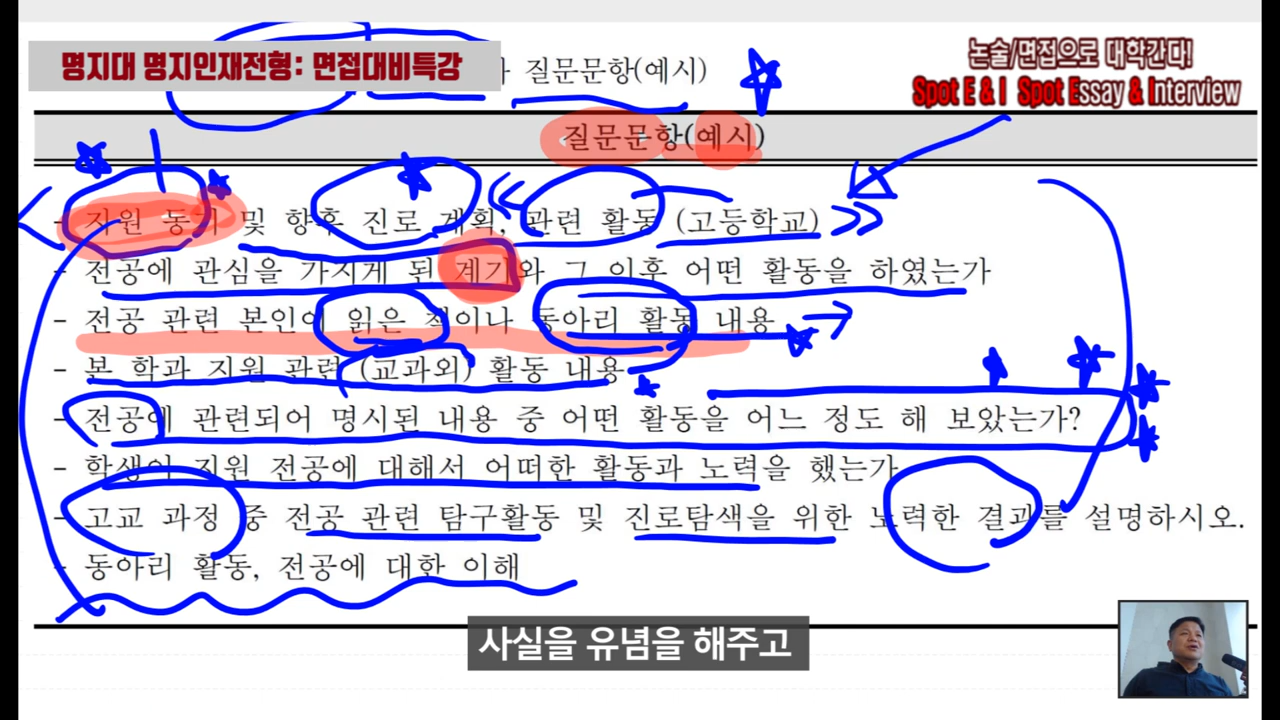 명지대 명지인재전형: 면접대비특강
질문문항(예시)
논술/면접으로 대학간다!
Spot E & I Spot Essay & Interview
질문문항(예시)
- 지원 동기 및 향후 진로 계획, 관련 활동 (고등학교)
- 전공에 관심을 가지게 된 계기와 그 이후 어떤 활동을 하였는가
- 전공 관련 본인이 읽은 책이나 동아리 활동 내용
- 본 학과 지원 관련 (교과외) 활동 내용
- 전공에 관련되어 명시된 내용 중 어떤 활동을 어느 정도 해 보았는가?
- 학생이 지원 전공에 대해서 어떠한 활동과 노력을 했는가
- 고교 과정 중 전공 관련 탐구활동 및 진로탐색을 위한 노력한 결과를 설명하시오.
- 동아리 활동, 전공에 대한 이해
사실을 유념을 해주고